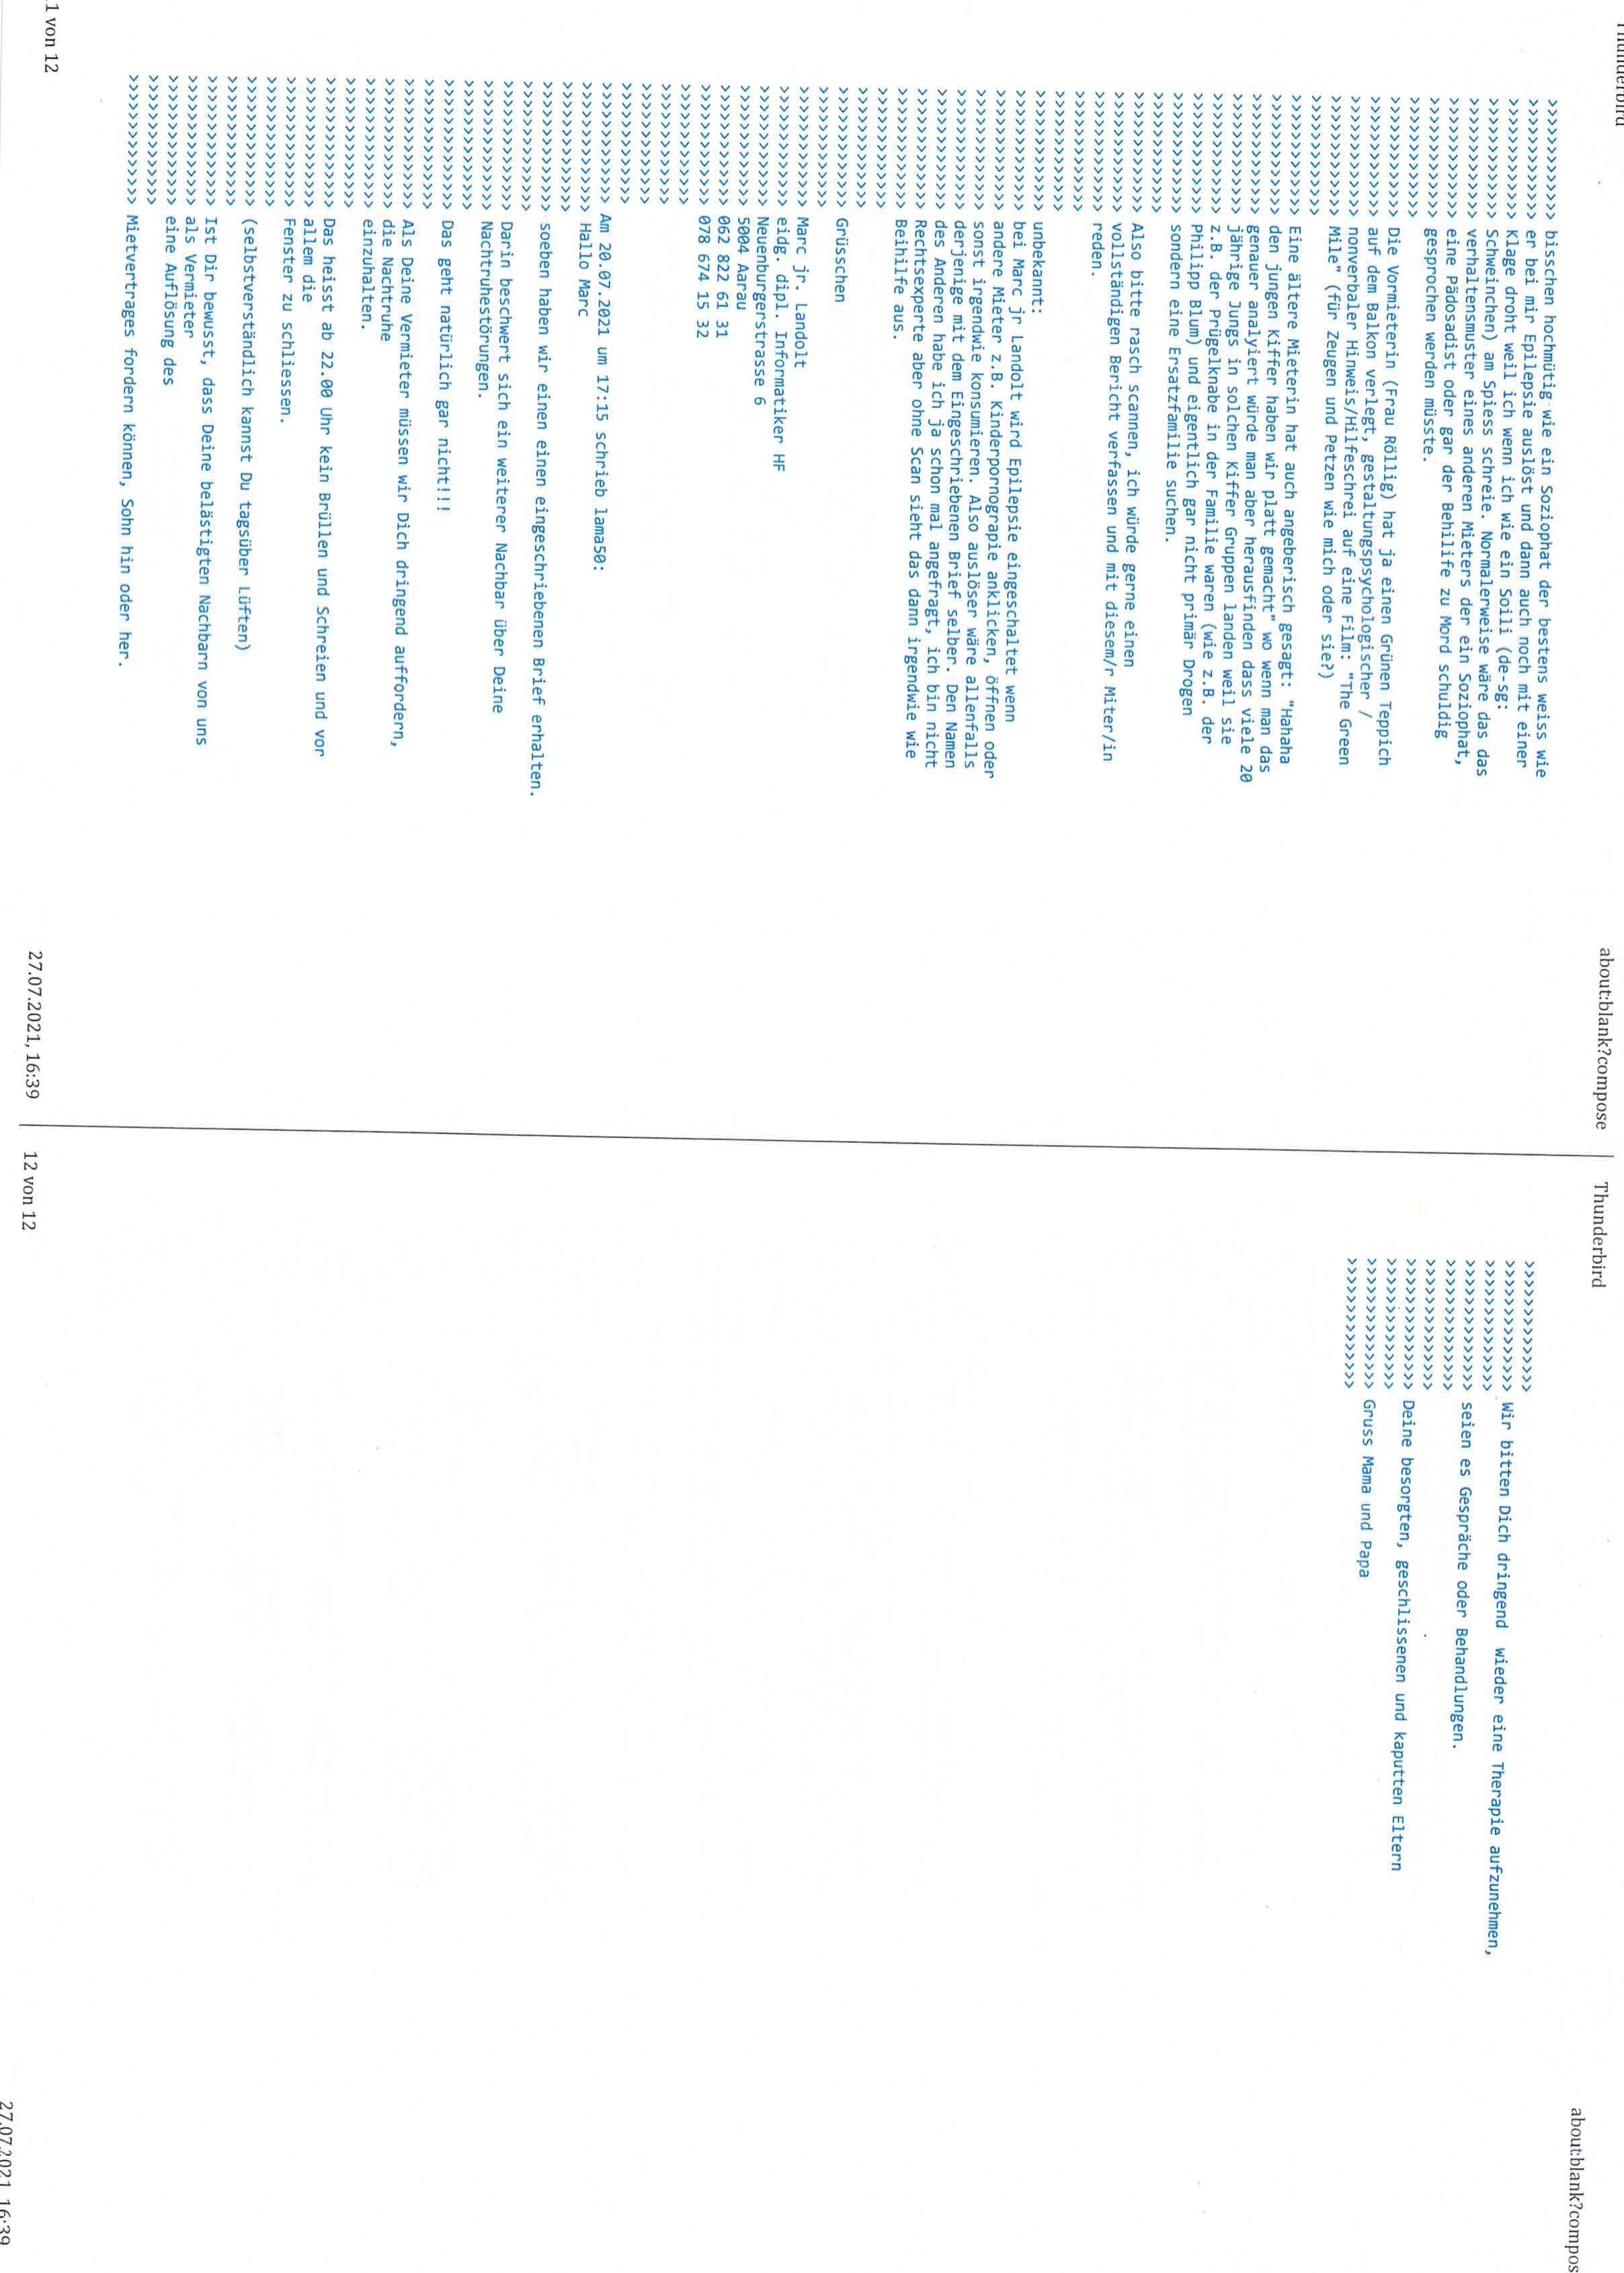 Thunderbird
about:blank?compose
>>>>>>>>>>>>> bisschen hochmütig wie ein Soziophat der bestens weiss wie
>>>>>>>>>>>>> er bei mir Epilepsie auslöst und dann auch noch mit einer
>>>>>>>>>>>>> Klage droht weil ich wenn ich wie ein Soili (de-sg:
>>>>>>>>>>>>> Schweinchen) am Spiess schreie. Normalerweise wäre das das
>>>>>>>>>>>>> verhaltensmuster eines anderen Mieters der ein Soziophat,
>>>>>>>>>>>>> eine Pädosadist oder gar der Behilife zu Mord schuldig
>>>>>>>>>>>>> gesprochen werden müsste.
>>>>>>>>>>>>>
>>>>>>>>>>>>> Die Vormieterin (Frau Röllig) hat ja einen Grünen Teppich
>>>>>>>>>>>>> auf dem Balkon verlegt, gestaltungspsychologischer /
>>>>>>>>>>>>> nonverbaler Hinweis/Hilfeschrei auf eine Film: "The Green
>>>>>>>>>>>>> Mile" (für Zeugen und Petzen wie mich oder sie?)
>>>>>>>>>>>>>
>>>>>>>>>>>>> Eine ältere Mieterin hat auch angeberisch gesagt: "Hahaha
>>>>>>>>>>>>> den jungen Kiffer haben wir platt gemacht" wo wenn man das
>>>>>>>>>>>>> genauer analyiert würde man aber herausfinden dass viele 20
>>>>>>>>>>>>> jährige Jungs in solchen Kiffer Gruppen landen weil sie
>>>>>>>>>>>>> z.B. der Prügelknabe in der Familie waren (wie z.B. der
>>>>>>>>>>>>> Philipp Blum) und eigentlich gar nicht primär Drogen
>>>>>>>>>>>>> sondern eine Ersatzfamilie suchen.
>>>>>>>>>>>>>
>>>>>>>>>>>>> Also bitte rasch scannen, ich würde gerne einen
>>>>>>>>>>>>> vollständigen Bericht verfassen und mit diesem/r Miter/in
>>>>>>>>>>>>> reden.
>>>>>>>>>>>>>
>>>>>>>>>>>>>
>>>>>>>>>>>>> unbekannt:
>>>>>>>>>>>>> bei Marc jr Landolt wird Epilepsie eingeschaltet wenn
>>>>>>>>>>>>> andere Mieter z.B. Kinderpornograpie anklicken, öffnen oder
>>>>>>>>>>>>> sonst irgendwie konsumieren. Also auslöser wäre allenfalls
>>>>>>>>>>>>> derjenige mit dem Eingeschriebenen Brief selber. Den Namen
>>>>>>>>>>>>> des Anderen habe ich ja schon mal angefragt, ich bin nicht
>>>>>>>>>>>>> Rechtsexperte aber ohne Scan sieht das dann irgendwie wie
>>>>>>>>>>>>> Beihilfe aus.
>>>>>>>>>>>>>
>>>>>>>>>>>>>
>>>>>>>>>>>>> Grüsschen
>>>>>>>>>>>>>
>>>>>>>>>>>>> Marc jr. Landolt
>>>>>>>>>>>>> eidg. dipl. Informatiker HF
>>>>>>>>>>>>> Neuenburgerstrasse 6
>>>>>>>>>>>>> 5004 Aarau
>>>>>>>>>>>>> 062 822 61 31
>>>>>>>>>>>>> 078 674 15 32
>>>>>>>>>>>>>
>>>>>>>>>>>>>
>>>>>>>>>>>>>
>>>>>>>>>>>>>
>>>>>>>>>>>>> Am 20.07.2021 um 17:15 schrieb lama50:
>>>>>>>>>>>>>> Hallo Marc
>>>>>>>>>>>>>>
>>>>>>>>>>>>>>
>>>>>>>>>>>>>> soeben haben wir einen einen eingeschriebenen Brief erhalten.
>>>>>>>>>>>>>>
>>>>>>>>>>>>>> Darin beschwert sich ein weiterer Nachbar über Deine
>>>>>>>>>>>>>> Nachtruhestörungen.
>>>>>>>>>>>>>>
>>>>>>>>>>>>>> Das geht natürlich gar nicht!!!
>>>>>>>>>>>>>>
>>>>>>>>>>>>>> Als Deine Vermieter müssen wir Dich dringend auffordern,
>>>>>>>>>>>>>> die Nachtruhe
>>>>>>>>>>>>>> einzuhalten.
>>>>>>>>>>>>>>
>>>>>>>>>>>>>> Das heisst ab 22.00 Uhr kein Brüllen und Schreien und vor
>>>>>>>>>>>>>> allem die
>>>>>>>>>>>>>> Fenster zu schliessen.
>>>>>>>>>>>>>>
>>>>>>>>>>>>>> (selbstverständlich kannst Du tagsüber Lüften)
>>>>>>>>>>>>>>
>>>>>>>>>>>>>> Ist Dir bewusst, dass Deine belästigten Nachbarn von uns
>>>>>>>>>>>>>> als Vermieter
>>>>>>>>>>>>>> eine Auflösung des
>>>>>>>>>>>>>>
>>>>>>>>>>>>>> Mietvertrages fordern können, Sohn hin oder her.
1 von 12
27.07.2021, 16:39
Thunderbird
about:blank?compos
>>>>>>>>>>>>>>
>>>>>>>>>>>>>> Wir bitten Dich dringend  wieder eine Therapie aufzunehmen,
>>>>>>>>>>>>>>
>>>>>>>>>>>>>> seien es Gespräche oder Behandlungen.
>>>>>>>>>>>>>>
>>>>>>>>>>>>>>
>>>>>>>>>>>>>> Deine besorgten, geschlissenen und kaputten Eltern
>>>>>>>>>>>>>>
>>>>>>>>>>>>>> Gruss Mama und Papa
>>>>>>>>>>>>>>
12 von 12
27.07.2021, 16:39